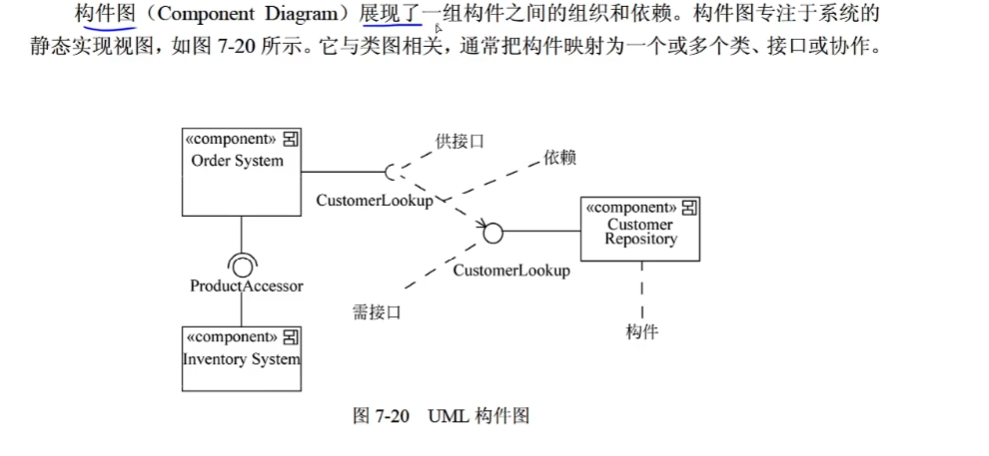 构件图（Component Diagram）展现了一组构件之间的组织和依赖。构件图专注于系统的
静态实现视图，如图 7-20 所示。它与类图相关，通常把构件映射为一个或多个类、接口或协作。
«component»
Order System
供接口
依赖
CustomerLookup
«component»
Customer
Repository
CustomerLookup
ProductAccessor
需接口
构件
«component»
Inventory System
图 7-20 UML 构件图